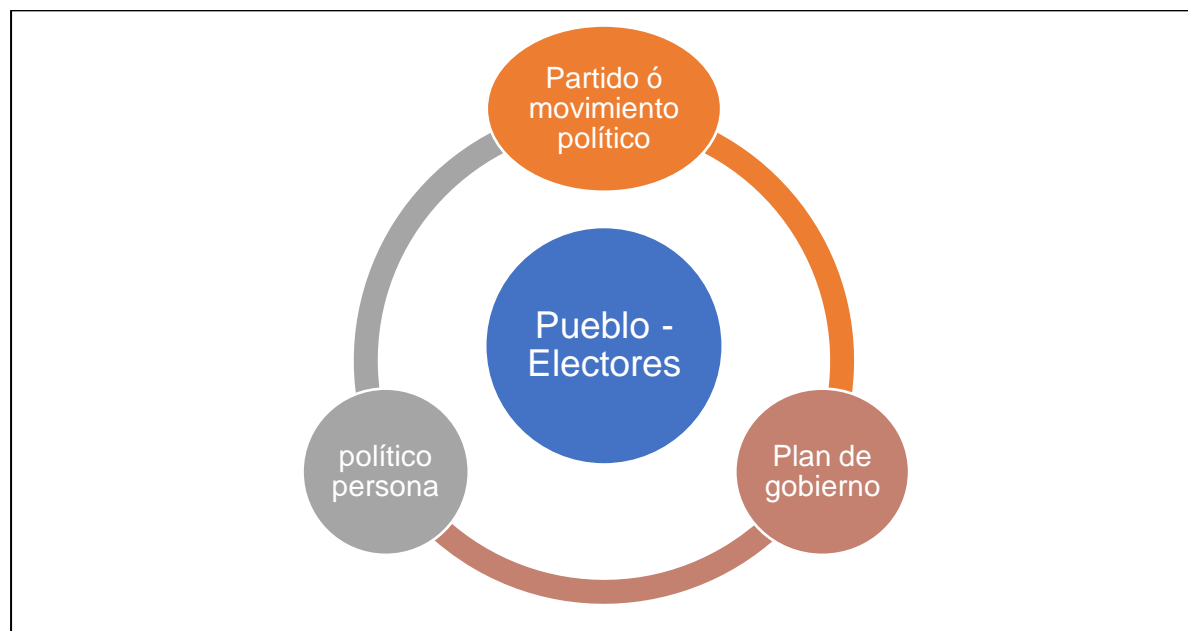 Partido ó
movimiento
político
Pueblo -
Electores
político
persona
Plan de
gobierno